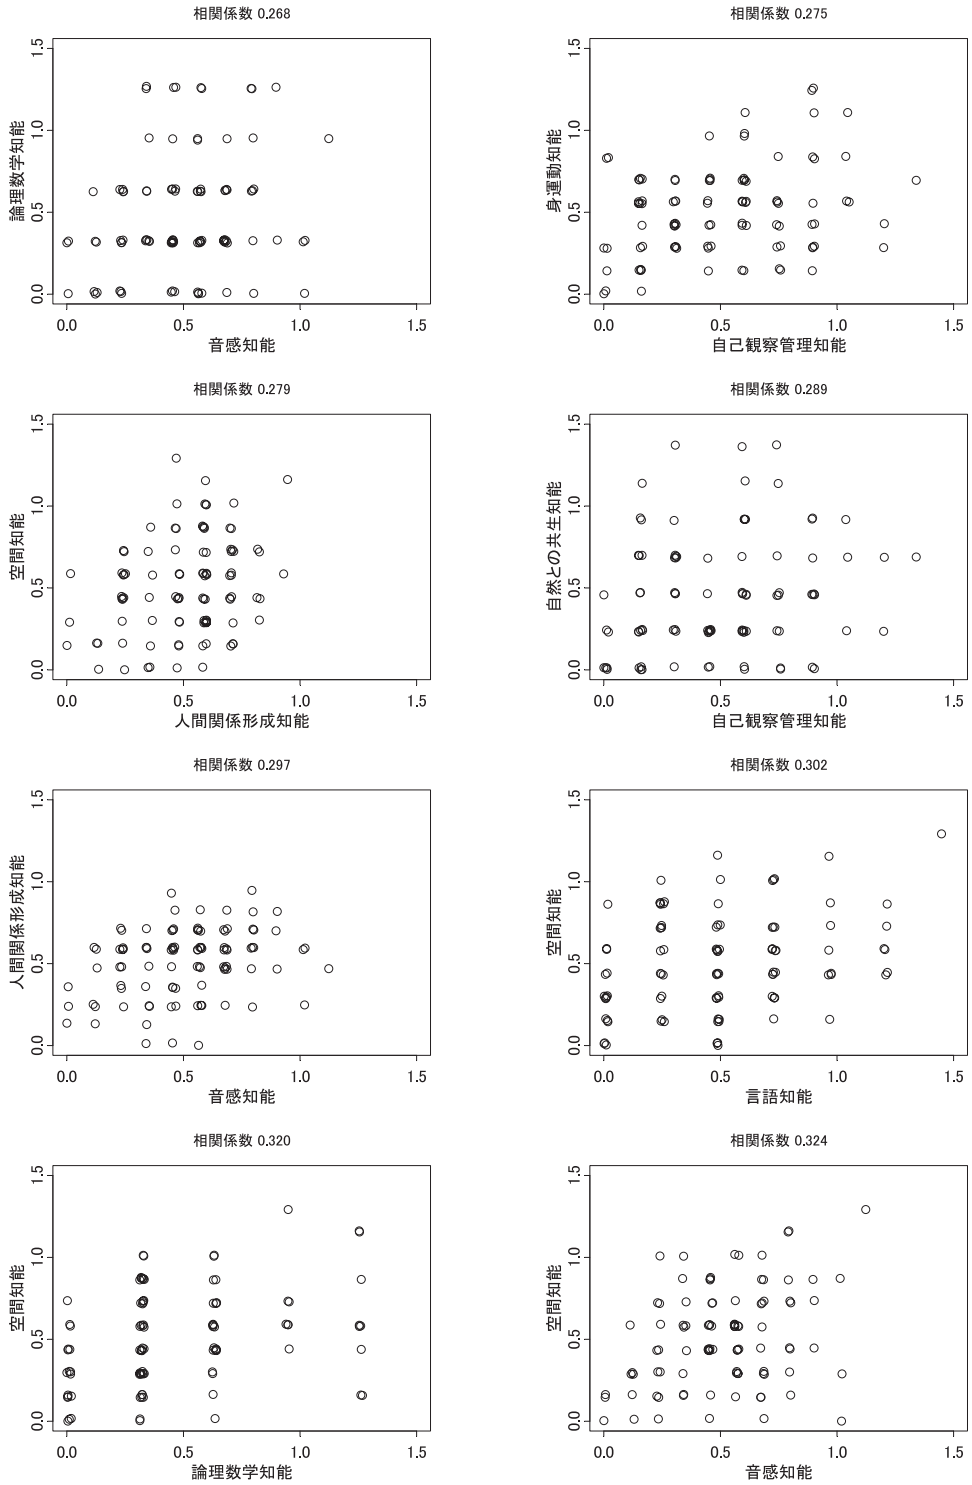 相関係数 0.268
論理数学知能
1.5
1.0
0.5
0.0
0.0 0.5 1.0 1.5
音感知能
相関係数 0.275
身運動知能
1.5
1.0
0.5
0.0
0.0 0.5 1.0 1.5
自己観察管理知能
相関係数 0.279
空間知能
1.5
1.0
0.5
0.0
0.0 0.5 1.0 1.5
人間関係形成知能
相関係数 0.289
自然との共生知能
1.5
1.0
0.5
0.0
0.0 0.5 1.0 1.5
自己観察管理知能
相関係数 0.297
人間関係形成知能
1.5
1.0
0.5
0.0
0.0 0.5 1.0 1.5
音感知能
相関係数 0.302
空間知能
1.5
1.0
0.5
0.0
0.0 0.5 1.0 1.5
言語知能
相関係数 0.320
空間知能
1.5
1.0
0.5
0.0
0.0 0.5 1.0 1.5
論理数学知能
相関係数 0.324
空間知能
1.5
1.0
0.5
0.0
0.0 0.5 1.0 1.5
音感知能